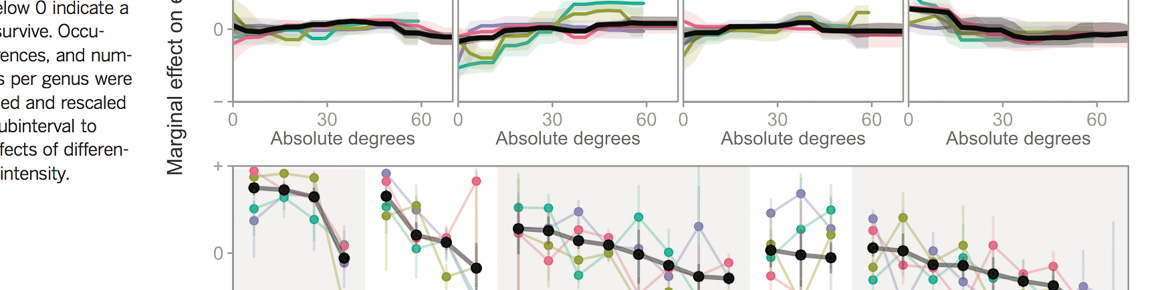 elow 0 indicate a
survive. Occu-
rences, and num-
s per genus were
ed and rescaled
ubinterval to
fects of differen-
intensity.
Marginal effect on e
0
−
0 30 60 0 30 60 0 30 60 0 30 60
Absolute degrees Absolute degrees Absolute degrees Absolute degrees
+
0